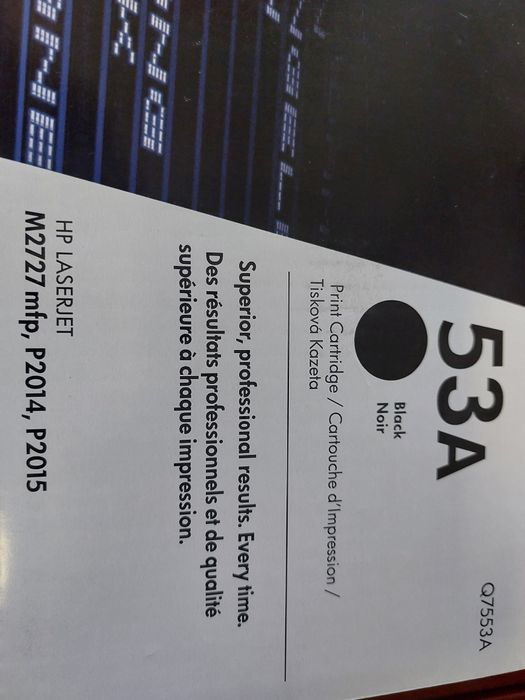 Q7553A
53A
Black
Noir
Print Cartridge / Cartouche d'Impression /
Tisková Kazeta
Superior, professional results. Every time.
Des résultats professionnels et de qualité
supérieure à chaque impression.
HP LASERJET
M2727 mfp, P2014, P2015